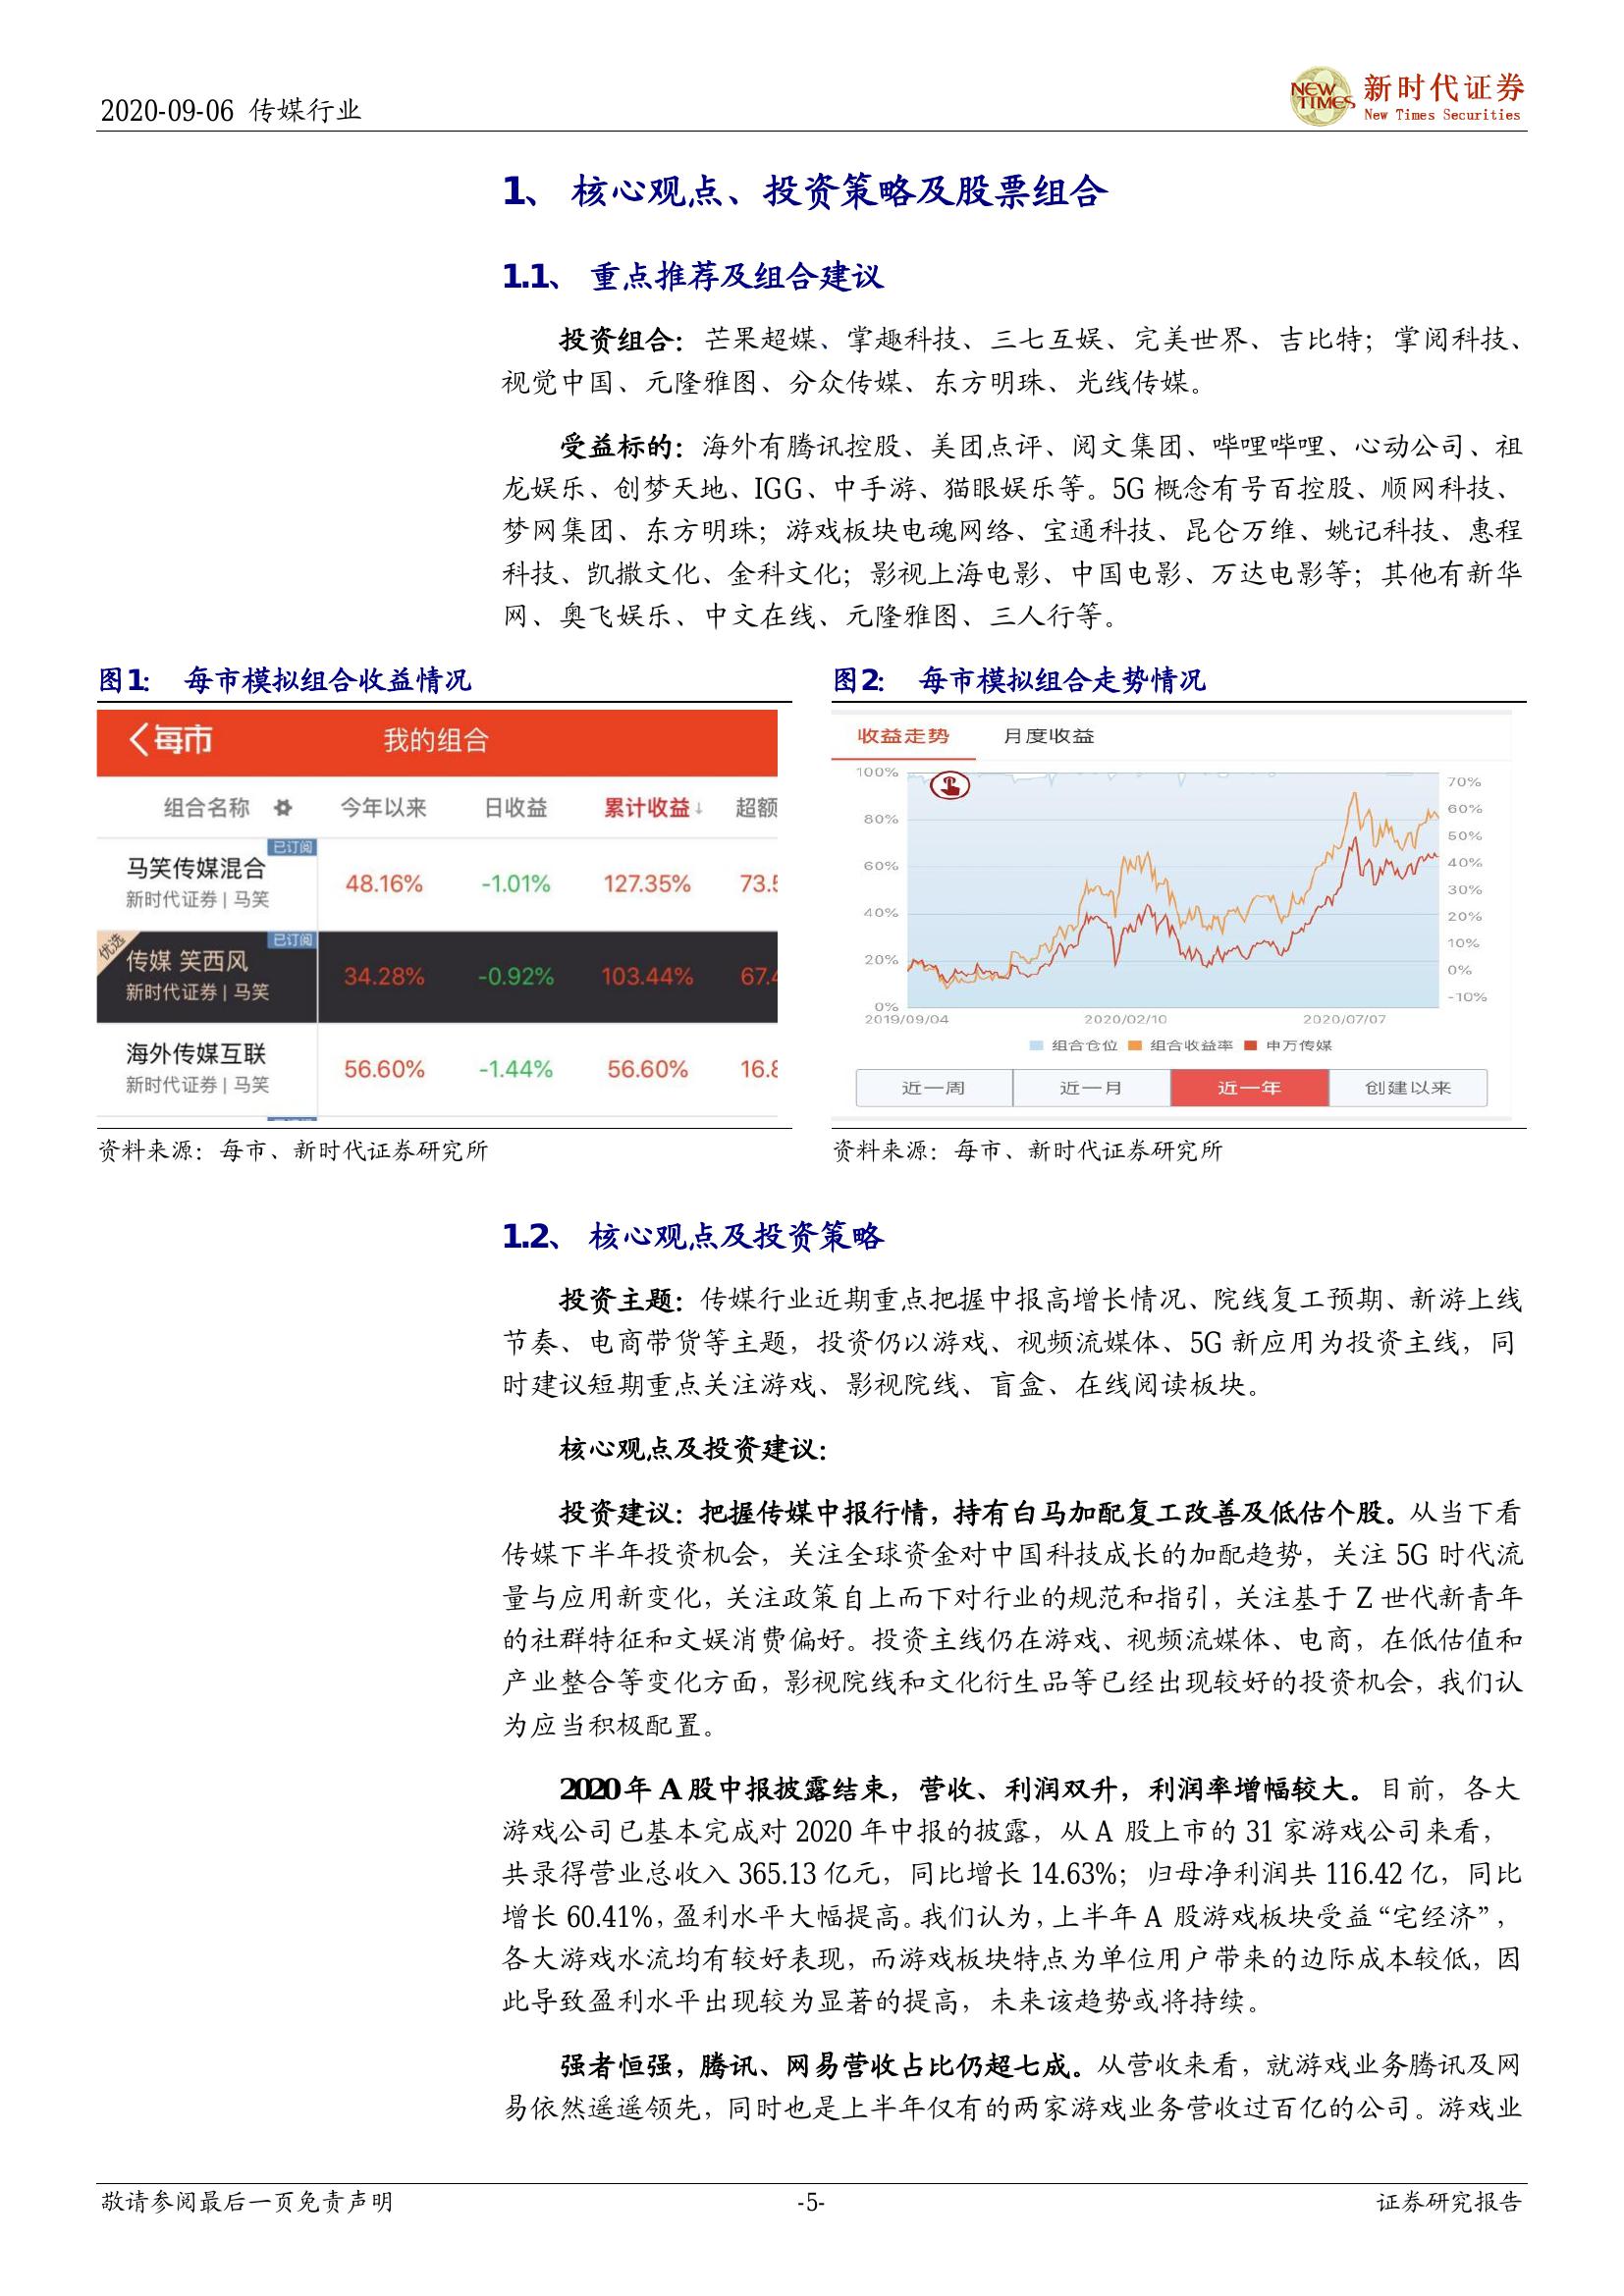 2020-09-06 传媒行业
NEW TIMES 新时代证券
New Times Securities
1、 核心观点、投资策略及股票组合
1.1、 重点推荐及组合建议
投资组合：芒果超媒、掌趣科技、三七互娱、完美世界、吉比特；掌阅科技、
视觉中国、元隆雅图、分众传媒、东方明珠、光线传媒。
受益标的：海外有腾讯控股、美团点评、阅文集团、哔哩哔哩、心动公司、祖
龙娱乐、创梦天地、IGG、中手游、猫眼娱乐等。5G 概念有号百控股、顺网科技、
梦网集团、东方明珠；游戏板块电魂网络、宝通科技、昆仑万维、姚记科技、惠程
科技、凯撒文化、金科文化；影视上海电影、中国电影、万达电影等；其他有新华
网、奥飞娱乐、中文在线、元隆雅图、三人行等。
图1： 每市模拟组合收益情况
每市 我的组合
组合名称 今年以来 日收益 累计收益↓ 超额
已订阅
马笑传媒混合 48.16% -1.01% 127.35% 73.5
新时代证券 | 马笑
优选 已订阅
传媒 笑西风 34.28% -0.92% 103.44% 67.4
新时代证券 | 马笑
海外传媒互联 56.60% -1.44% 56.60% 16.8
新时代证券 | 马笑
资料来源：每市、新时代证券研究所
图2： 每市模拟组合走势情况
收益走势 月度收益
100% 70%
80% 60%
60% 50%
40% 40%
20% 30%
0% 20%
10%
0%
-10%
2019/09/04 2020/02/10 2020/07/07
组合仓位 组合收益率 申万传媒
近一周 近一月 近一年 创建以来
资料来源：每市、新时代证券研究所
1.2、 核心观点及投资策略
投资主题：传媒行业近期重点把握中报高增长情况、院线复工预期、新游上线
节奏、电商带货等主题，投资仍以游戏、视频流媒体、5G 新应用为投资主线，同
时建议短期重点关注游戏、影视院线、盲盒、在线阅读板块。
核心观点及投资建议：
投资建议：把握传媒中报行情，持有白马加配复工改善及低估个股。从当下看
传媒下半年投资机会，关注全球资金对中国科技成长的加配趋势，关注 5G 时代流
量与应用新变化，关注政策自上而下对行业的规范和指引，关注基于 Z 世代新青年
的社群特征和文娱消费偏好。投资主线仍在游戏、视频流媒体、电商，在低估值和
产业整合等变化方面，影视院线和文化衍生品等已经出现较好的投资机会，我们认
为应当积极配置。
2020 年 A 股中报披露结束，营收、利润双升，利润率增幅较大。目前，各大
游戏公司已基本完成对 2020 年中报的披露，从 A 股上市的 31 家游戏公司来看，
共录得营业总收入 365.13 亿元，同比增长 14.63%；归母净利润共 116.42 亿，同比
增长 60.41%，盈利水平大幅提高。我们认为，上半年 A 股游戏板块受益“宅经济”，
各大游戏水流均有较好表现，而游戏板块特点为单位用户带来的边际成本较低，因
此导致盈利水平出现较为显著的提高，未来该趋势或将持续。
强者恒强，腾讯、网易营收占比仍超七成。从营收来看，就游戏业务腾讯及网
易依然遥遥领先，同时也是上半年仅有的两家游戏业务营收过百亿的公司。游戏业
敬请参阅最后一页免责声明 -5- 证券研究报告